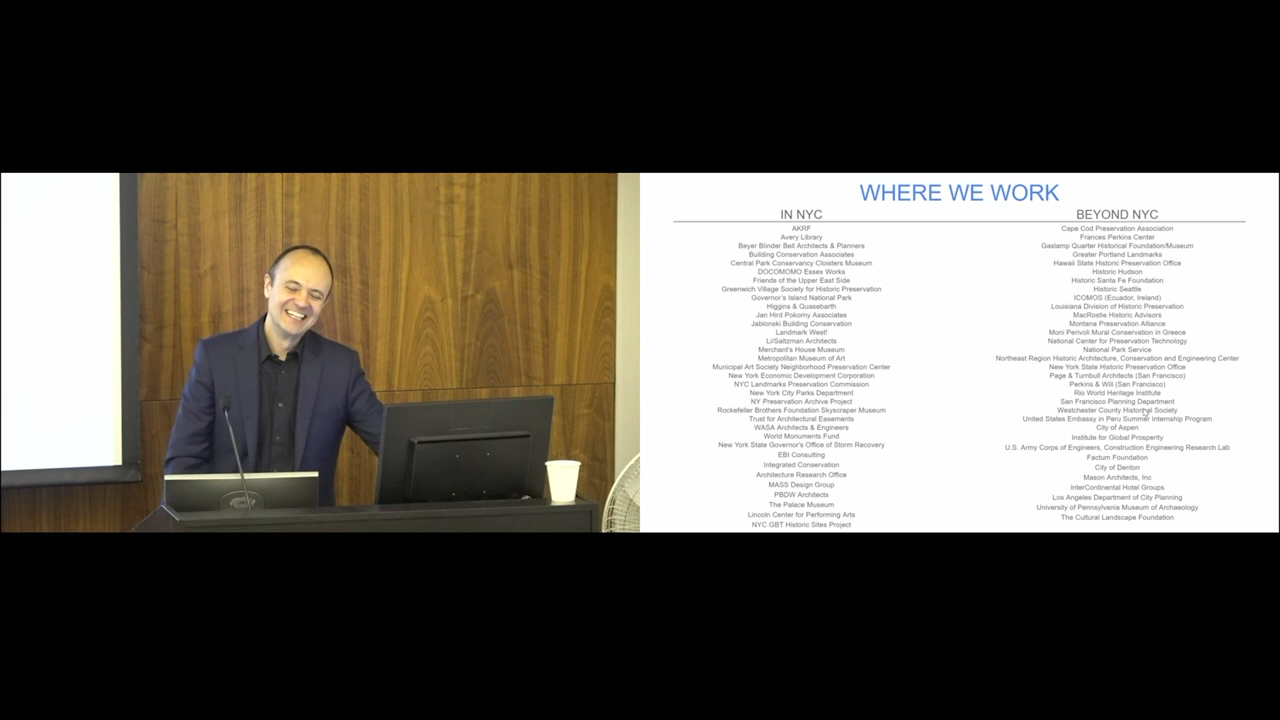 WHERE WE WORK
IN NYC
AKRF
Avery Library
Beyer Blinder Bell Architects & Planners
Building Conservation Associates
Central Park Conservancy Cloisters Museum
DOCOMOMO Essex Works
Friends of the Upper East Side
Greenwich Village Society for Historic Preservation
Governor's Island National Park
Higgins & Quasebarth
Jan Hird Pokorny Associates
Jablonski Building Conservation
Landmark West!
Li/Saltzman Architects
Merchant's House Museum
Metropolitan Museum of Art
Municipal Art Society Neighborhood Preservation Center
New York Economic Development Corporation
NYC Landmarks Preservation Commission
New York City Parks Department
NY Preservation Archive Project
Rockefeller Brothers Foundation Skyscraper Museum
Trust for Architectural Easements
WASA Architects & Engineers
World Monuments Fund
New York State Governor's Office of Storm Recovery
EBI Consulting
Integrated Conservation
Architecture Research Office
MASS Design Group
PBDW Architects
The Palace Museum
Lincoln Center for Performing Arts
NYC GBT Historic Sites Project
BEYOND NYC
Cape Cod Preservation Association
Frances Perkins Center
Gaslamp Quarter Historical Foundation/Museum
Greater Portland Landmarks
Hawaii State Historic Preservation Office
Historic Hudson
Historic Santa Fe Foundation
Historic Seattle
ICOMOS (Ecuador, Ireland)
Louisiana Division of Historic Preservation
MacRostie Historic Advisors
Montana Preservation Alliance
Moni Perivoli Mural Conservation in Greece
National Center for Preservation Technology
National Park Service
Northeast Region Historic Architecture, Conservation and Engineering Center
New York State Historic Preservation Office
Page & Turnbull Architects (San Francisco)
Perkins & Will (San Francisco)
Rio World Heritage Institute
San Francisco Planning Department
Westchester County Historical Society
United States Embassy in Peru Summer Internship Program
City of Aspen
Institute for Global Prosperity
U.S. Army Corps of Engineers, Construction Engineering Research Lab
Factum Foundation
City of Denton
Mason Architects, Inc
InterContinental Hotel Groups
Los Angeles Department of City Planning
University of Pennsylvania Museum of Archaeology
The Cultural Landscape Foundation